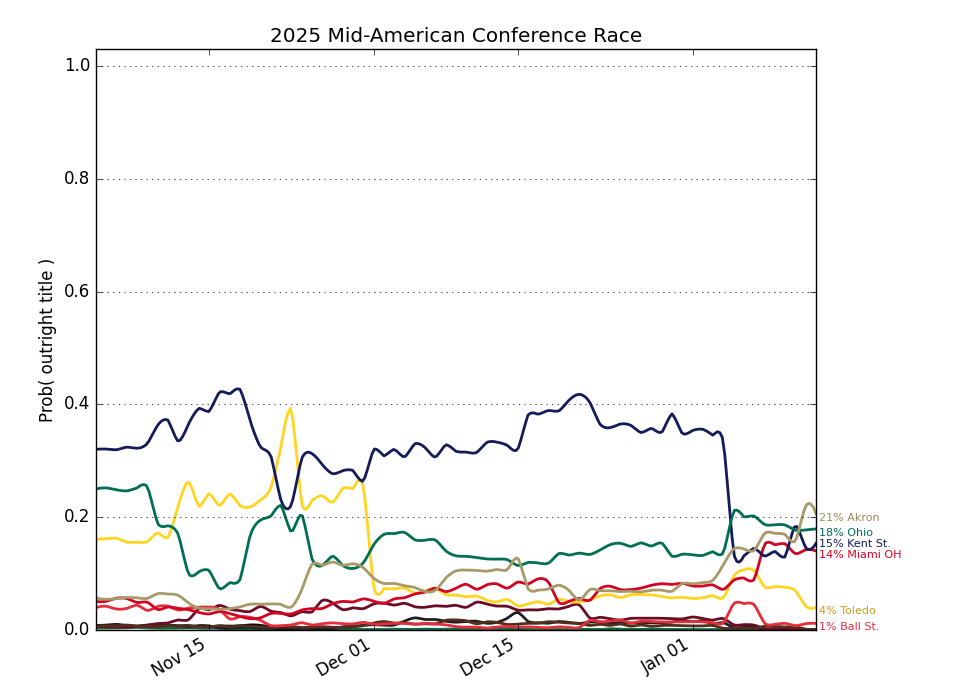 2025 Mid-American Conference Race
Prob( outright title )
1.0
0.8
0.6
0.4
0.2
0.0
Nov 15
Dec 01
Dec 15
Jan 01
21% Akron
18% Ohio
15% Kent St.
14% Miami OH
4% Toledo
1% Ball St.